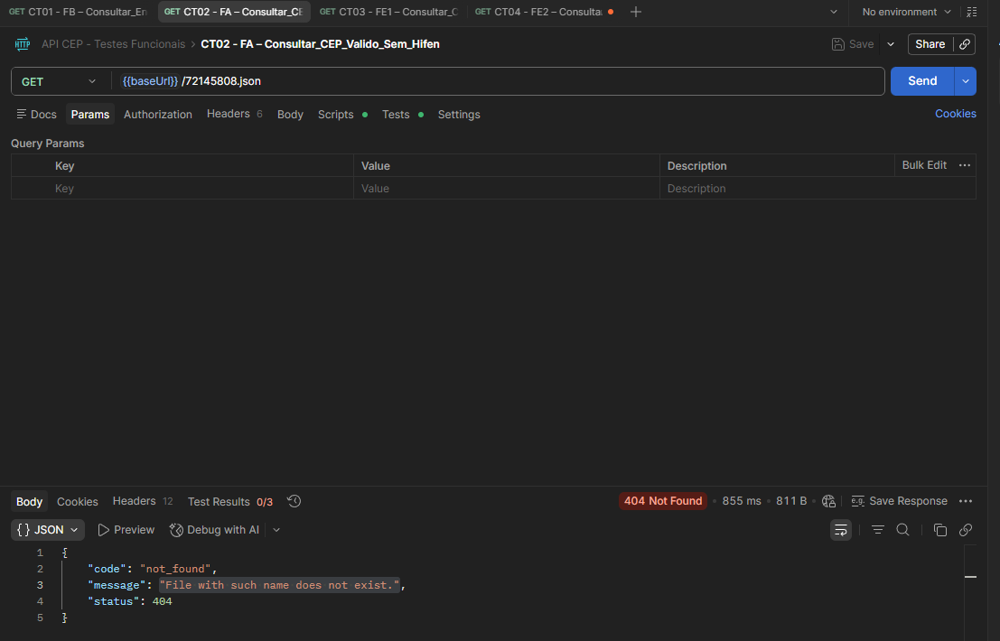 GET CT01 - FB – Consultar_En GET CT02 - FA – Consultar_CE GET CT03 - FE1 – Consultar_C GET CT04 - FE2 – Consulta No environment
HTTP API CEP - Testes Funcionais > CT02 - FA – Consultar_CEP_Valido_Sem_Hifen Save Share
GET {{baseUrl}} /72145808.json Send
Docs Params Authorization Headers 6 Body Scripts Tests Settings Cookies
Query Params
Key Value Description Bulk Edit
Key Value Description
Body Cookies Headers 12 Test Results 0/3 404 Not Found 855 ms 811 B e.g. Save Response
{} JSON Preview Debug with AI
1 {
2 "code": "not_found",
3 "message": "File with such name does not exist.",
4 "status": 404
5 }